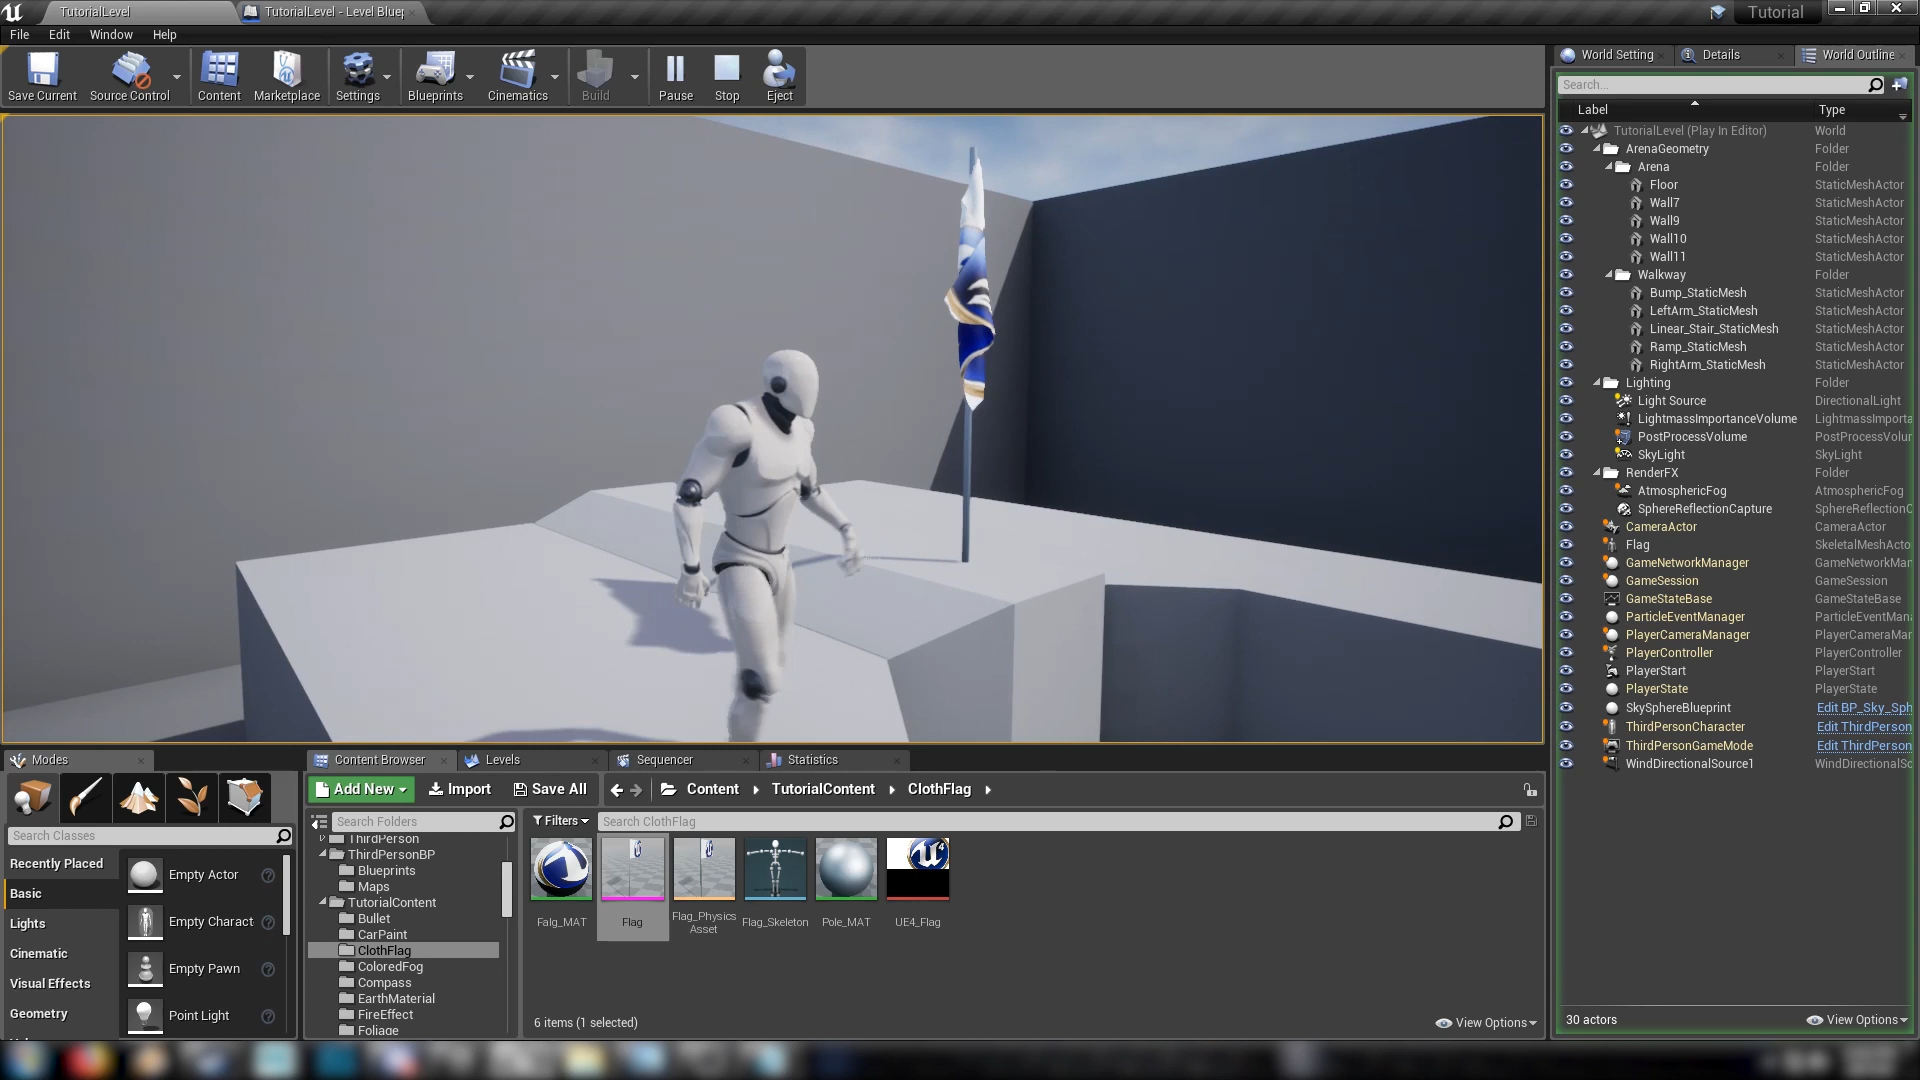 TutorialLevel
TutorialLevel - Level Bluep
Tutorial
File Edit Window Help
World Setting
Details
World Outline
Save Current
Source Control
Content
Marketplace
Settings
Blueprints
Cinematics
Build
Pause
Stop
Eject
Search...
Label Type
TutorialLevel (Play In Editor) World
ArenaGeometry Folder
Arena Folder
Floor StaticMeshActor
Wall7 StaticMeshActor
Wall9 StaticMeshActor
Wall10 StaticMeshActor
Wall11 StaticMeshActor
Walkway Folder
Bump_StaticMesh StaticMeshActor
LeftArm_StaticMesh StaticMeshActor
Linear_Stair_StaticMesh StaticMeshActor
Ramp_StaticMesh StaticMeshActor
RightArm_StaticMesh StaticMeshActor
Lighting Folder
Light Source DirectionalLight
LightmassImportanceVolume LightmassImporta
PostProcessVolume PostProcessVolur
SkyLight SkyLight
RenderFX Folder
AtmosphericFog AtmosphericFog
SphereReflectionCapture SphereReflectionC
CameraActor CameraActor
Flag SkeletalMeshActo
GameNetworkManager GameNetworkMar
GameSession GameSession
GameStateBase GameStateBase
ParticleEventManager ParticleEventMana
PlayerCameraManager PlayerCameraMar
PlayerController PlayerController
PlayerStart PlayerStart
PlayerState PlayerState
SkySphereBlueprint Edit BP_Sky_Sph
ThirdPersonCharacter Edit ThirdPerson
ThirdPersonGameMode Edit ThirdPerson
WindDirectionalSource1 WindDirectionalSc
30 actors
View Options
Modes
Search Classes
Recently Placed
Basic
Lights
Cinematic
Visual Effects
Geometry
Empty Actor
Empty Charact
Empty Pawn
Point Light
Content Browser
Levels
Sequencer
Statistics
Add New
Import
Save All
Content
TutorialContent
ClothFlag
Search Folders
ThirdPerson
ThirdPersonBP
Blueprints
Maps
TutorialContent
Bullet
CarPaint
ClothFlag
ColoredFog
Compass
EarthMaterial
FireEffect
Foliage
Filters
Search ClothFlag
Falg_MAT
Flag
Flag_Physics
Asset
Flag_Skeleton
Pole_MAT
UE4_Flag
6 items (1 selected)
View Options